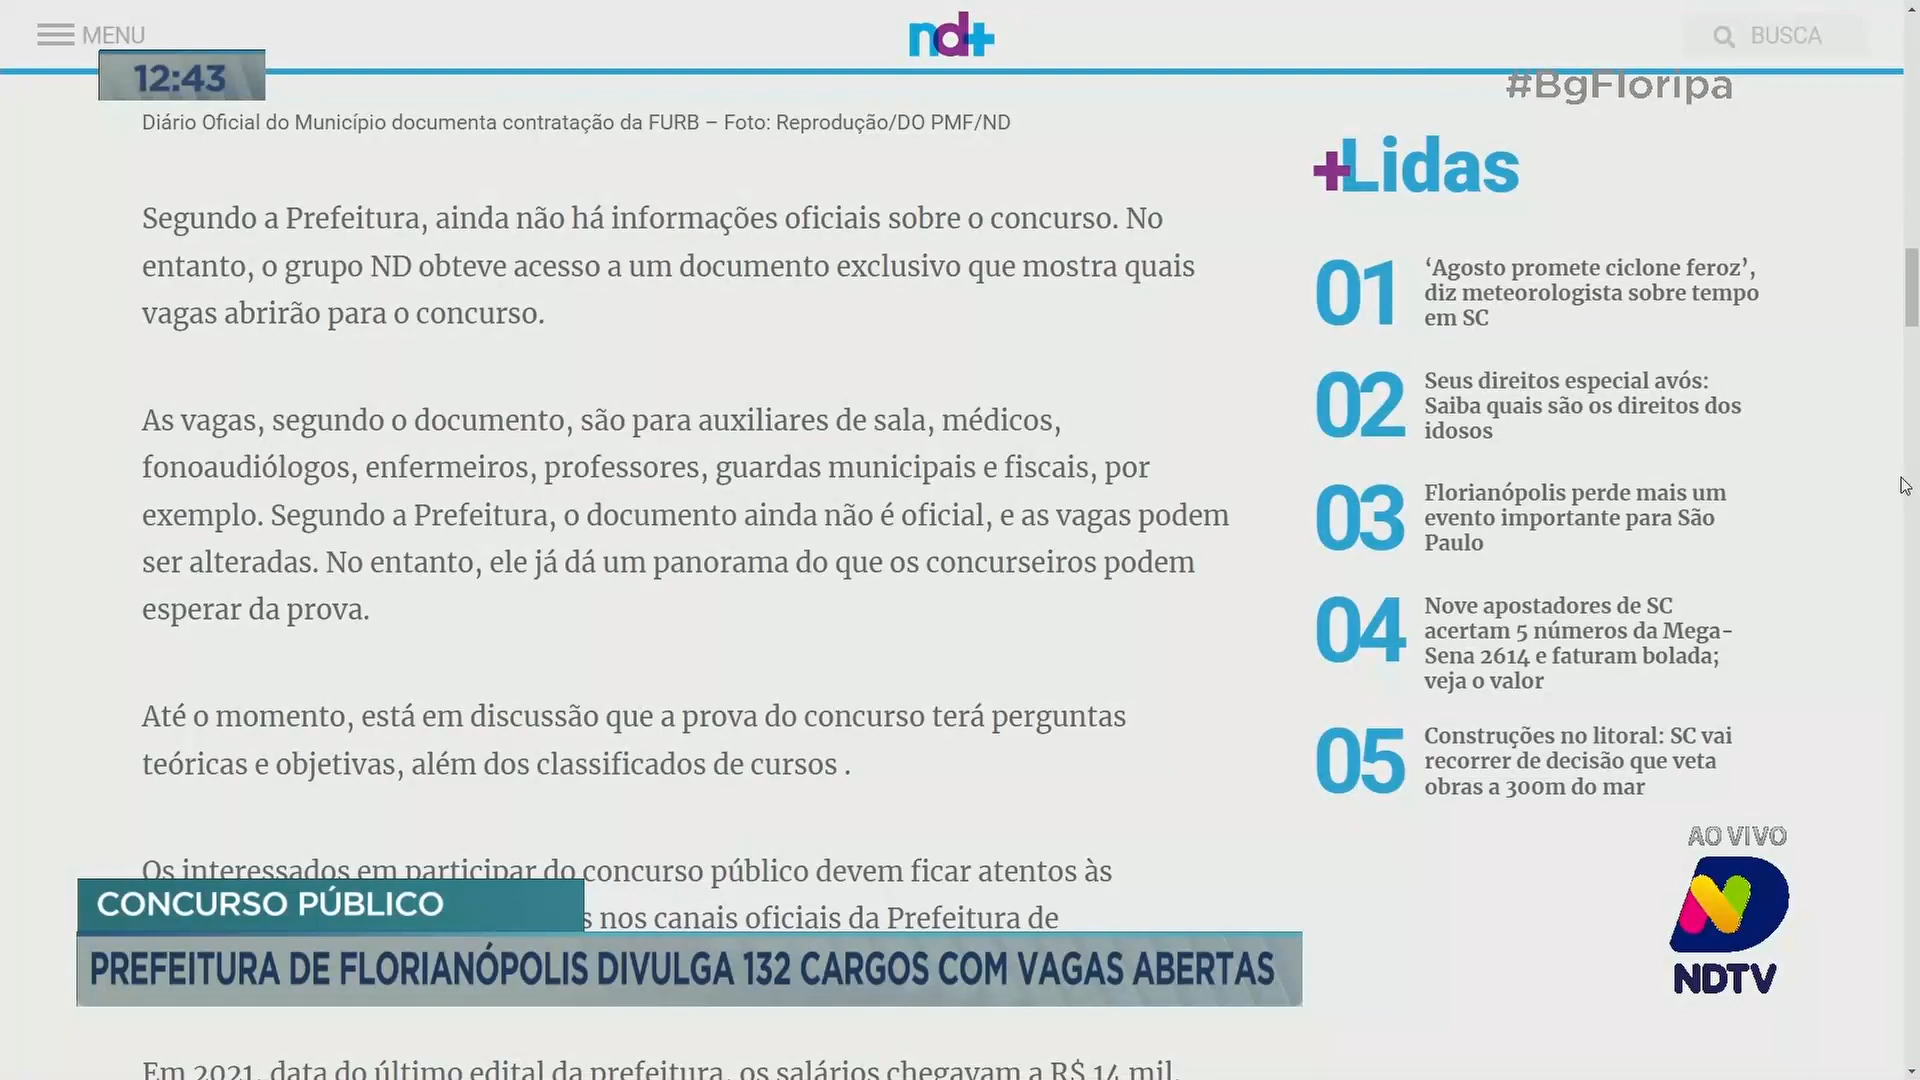 MENU
nd+
BUSCA
12:43
#BgFloripa
Diário Oficial do Município documenta contratação da FURB – Foto: Reprodução/DO PMF/ND
Segundo a Prefeitura, ainda não há informações oficiais sobre o concurso. No
entanto, o grupo ND obteve acesso a um documento exclusivo que mostra quais
vagas abrirão para o concurso.
As vagas, segundo o documento, são para auxiliares de sala, médicos,
fonoaudiólogos, enfermeiros, professores, guardas municipais e fiscais, por
exemplo. Segundo a Prefeitura, o documento ainda não é oficial, e as vagas podem
ser alteradas. No entanto, ele já dá um panorama do que os concurseiros podem
esperar da prova.
Até o momento, está em discussão que a prova do concurso terá perguntas
teóricas e objetivas, além dos classificados de cursos .
Os interessados em participar do concurso público devem ficar atentos às
s nos canais oficiais da Prefeitura de
Em 2021, data do último edital da prefeitura, os salários chegavam a R$ 14 mil.
+Lidas
01
‘Agosto promete ciclone feroz’,
diz meteorologista sobre tempo
em SC
02
Seus direitos especial avós:
Saiba quais são os direitos dos
idosos
03
Florianópolis perde mais um
evento importante para São
Paulo
04
Nove apostadores de SC
acertam 5 números da Mega-
Sena 2614 e faturam bolada;
veja o valor
05
Construções no litoral: SC vai
recorrer de decisão que veta
obras a 300m do mar
AO VIVO
NDTV
CONCURSO PÚBLICO
PREFEITURA DE FLORIANÓPOLIS DIVULGA 132 CARGOS COM VAGAS ABERTAS